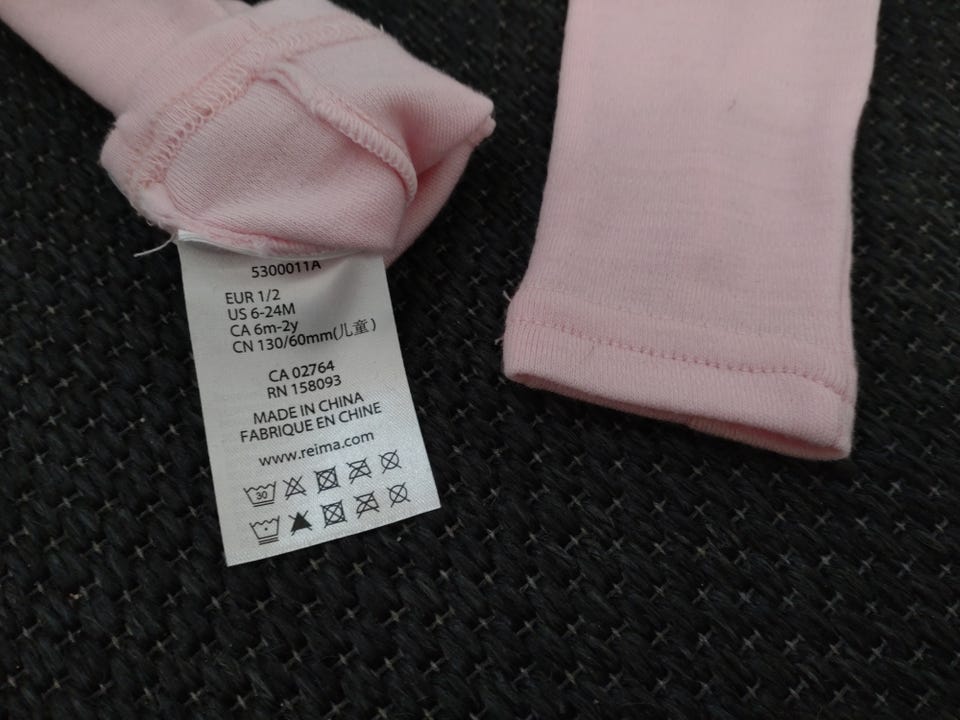 5300011A
EUR 1/2
US 6-24M
CA 6m-2y
CN 130/60mm(儿童)
CA 02764
RN 158093
MADE IN CHINA
FABRIQUE EN CHINE
www.reima.com
30